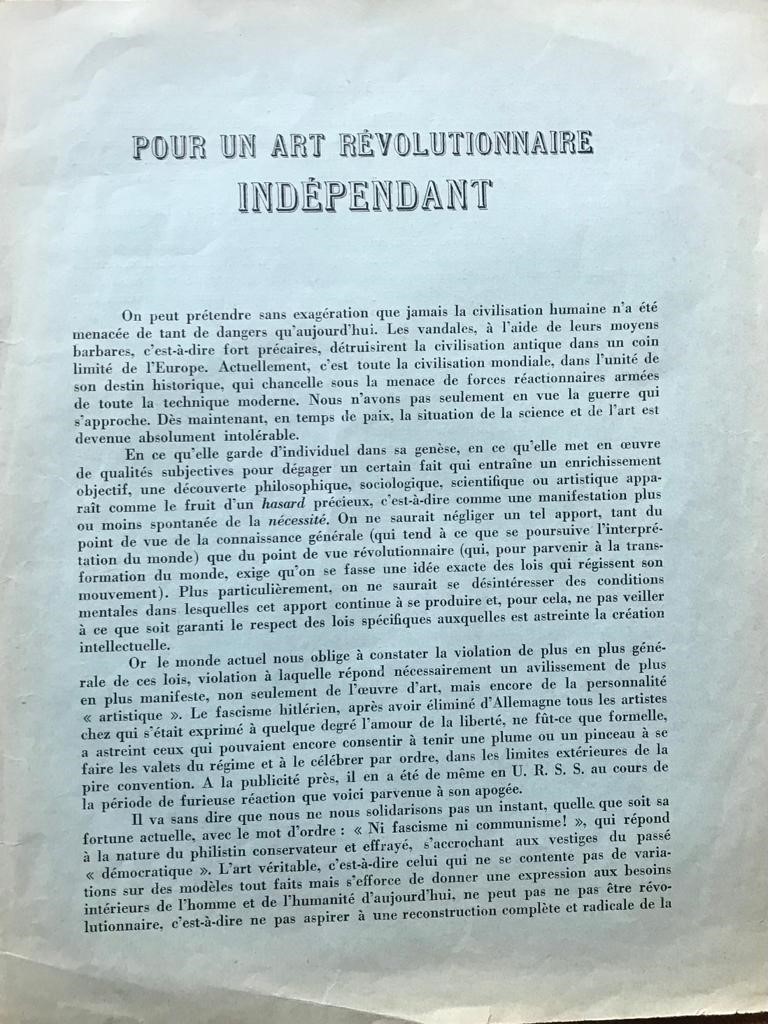 POUR UN ART RÉVOLUTIONNAIRE
INDÉPENDANT
On peut prétendre sans exagération que jamais la civilisation humaine n'a été
menacée de tant de dangers qu'aujourd'hui. Les vandales, à l'aide de leurs moyens
barbares, c'est-à-dire fort précaires, détruisirent la civilisation antique dans un coin
limité de l'Europe. Actuellement, c'est toute la civilisation mondiale, dans l'unité de
son destin historique, qui chancelle sous la menace de forces réactionnaires armées
de toute la technique moderne. Nous n'avons pas seulement en vue la guerre qui
s'approche. Dès maintenant, en temps de paix, la situation de la science et de l'art est
devenue absolument intolérable.
En ce qu'elle garde d'individuel dans sa genèse, en ce qu'elle met en œuvre
de qualités subjectives pour dégager un certain fait qui entraîne un enrichissement
objectif, une découverte philosophique, sociologique, scientifique ou artistique appa-
raît comme le fruit d'un hasard précieux, c'est-à-dire comme une manifestation plus
ou moins spontanée de la nécessité. On ne saurait négliger un tel apport, tant du
point de vue de la connaissance générale (qui tend à ce que se poursuive l'interpré-
tation du monde) que du point de vue révolutionnaire (qui, pour parvenir à la trans-
formation du monde, exige qu'on se fasse une idée exacte des lois qui régissent son
mouvement). Plus particulièrement, on ne saurait se désintéresser des conditions
mentales dans lesquelles cet apport continue à se produire et, pour cela, ne pas veiller
à ce que soit garanti le respect des lois spécifiques auxquelles est astreinte la création
intellectuelle.
Or le monde actuel nous oblige à constater la violation de plus en plus géné-
rale de ces lois, violation à laquelle répond nécessairement un avilissement de plus
en plus manifeste, non seulement de l'œuvre d'art, mais encore de la personnalité
« artistique ». Le fascisme hitlérien, après avoir éliminé d'Allemagne tous les artistes
chez qui s'était exprimé à quelque degré l'amour de la liberté, ne fût-ce que formelle,
a astreint ceux qui pouvaient encore consentir à tenir une plume ou un pinceau à se
faire les valets du régime et à le célébrer par ordre, dans les limites extérieures de la
pire convention. A la publicité près, il en a été de même en U. R. S. S. au cours de
la période de furieuse réaction que voici parvenue à son apogée.
Il va sans dire que nous ne nous solidarisons pas un instant, quelle que soit sa
fortune actuelle, avec le mot d'ordre : « Ni fascisme ni communisme! », qui répond
à la nature du philistin conservateur et effrayé, s'accrochant aux vestiges du passé
« démocratique ». L'art véritable, c'est-à-dire celui qui ne se contente pas de varia-
tions sur des modèles tout faits mais s'efforce de donner une expression aux besoins
intérieurs de l'homme et de l'humanité d'aujourd'hui, ne peut pas ne pas être révo-
lutionnaire, c'est-à-dire ne pas aspirer à une reconstruction complète et radicale de la